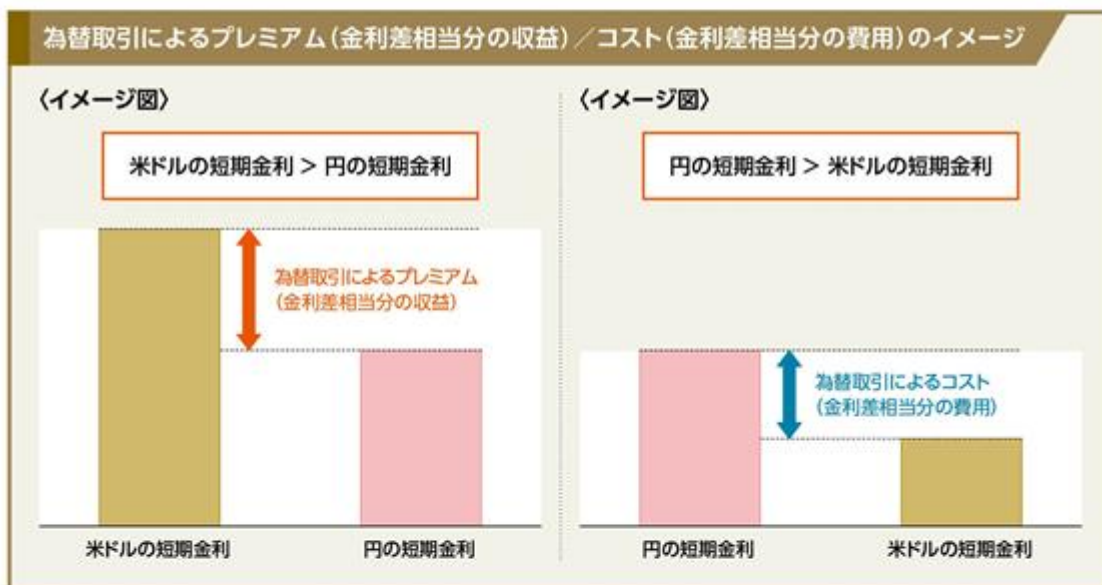 為替取引によるプレミアム(金利差相当分の収益)／コスト(金利差相当分の費用)のイメージ
〈イメージ図〉
米ドルの短期金利 > 円の短期金利
為替取引によるプレミアム
(金利差相当分の収益)
米ドルの短期金利
円の短期金利
〈イメージ図〉
円の短期金利 > 米ドルの短期金利
為替取引によるコスト
(金利差相当分の費用)
円の短期金利
米ドルの短期金利